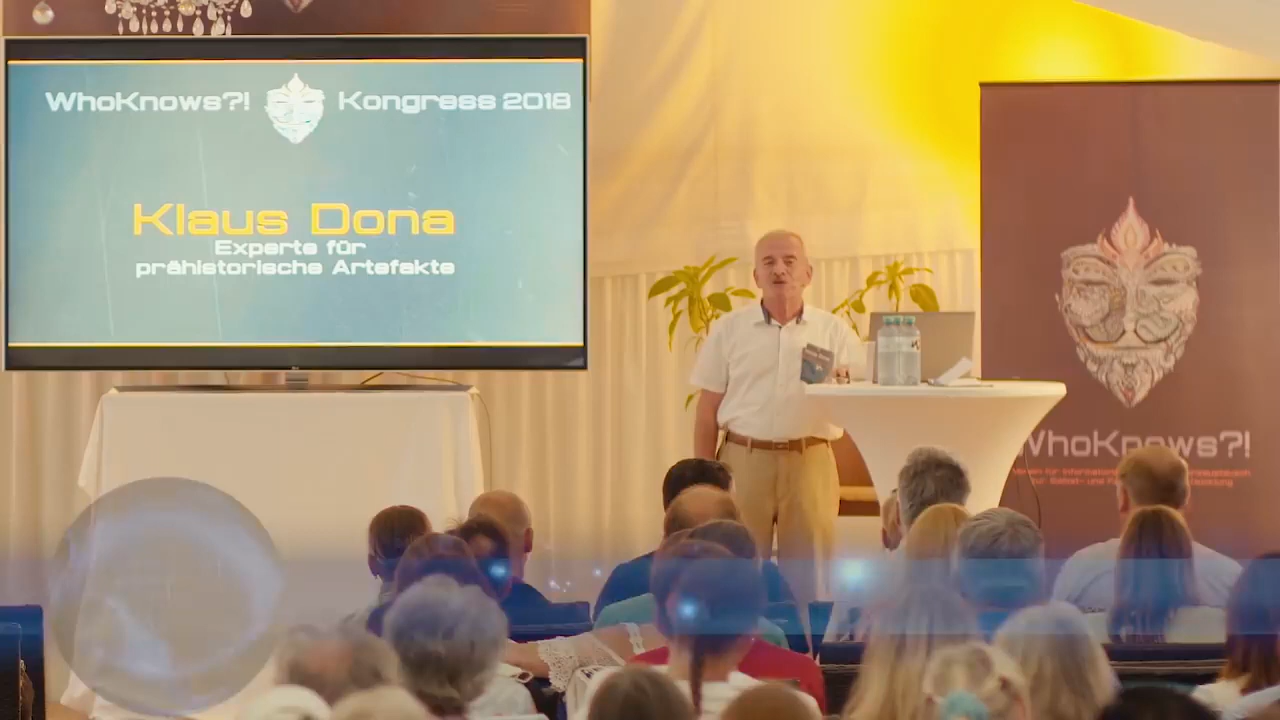 WhoKnows?! Kongress 2018
Klaus Dona
Experte für
prähistorische Artefakte
WhoKnows?!